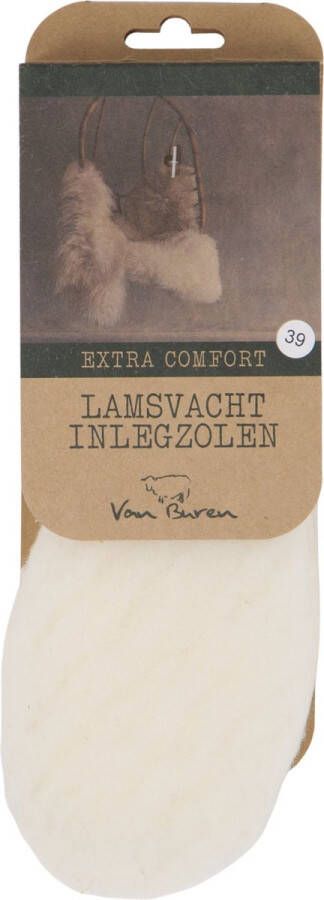 39
EXTRA COMFORT
LAMSVACHT
INLEGZOLEN
Van Buren